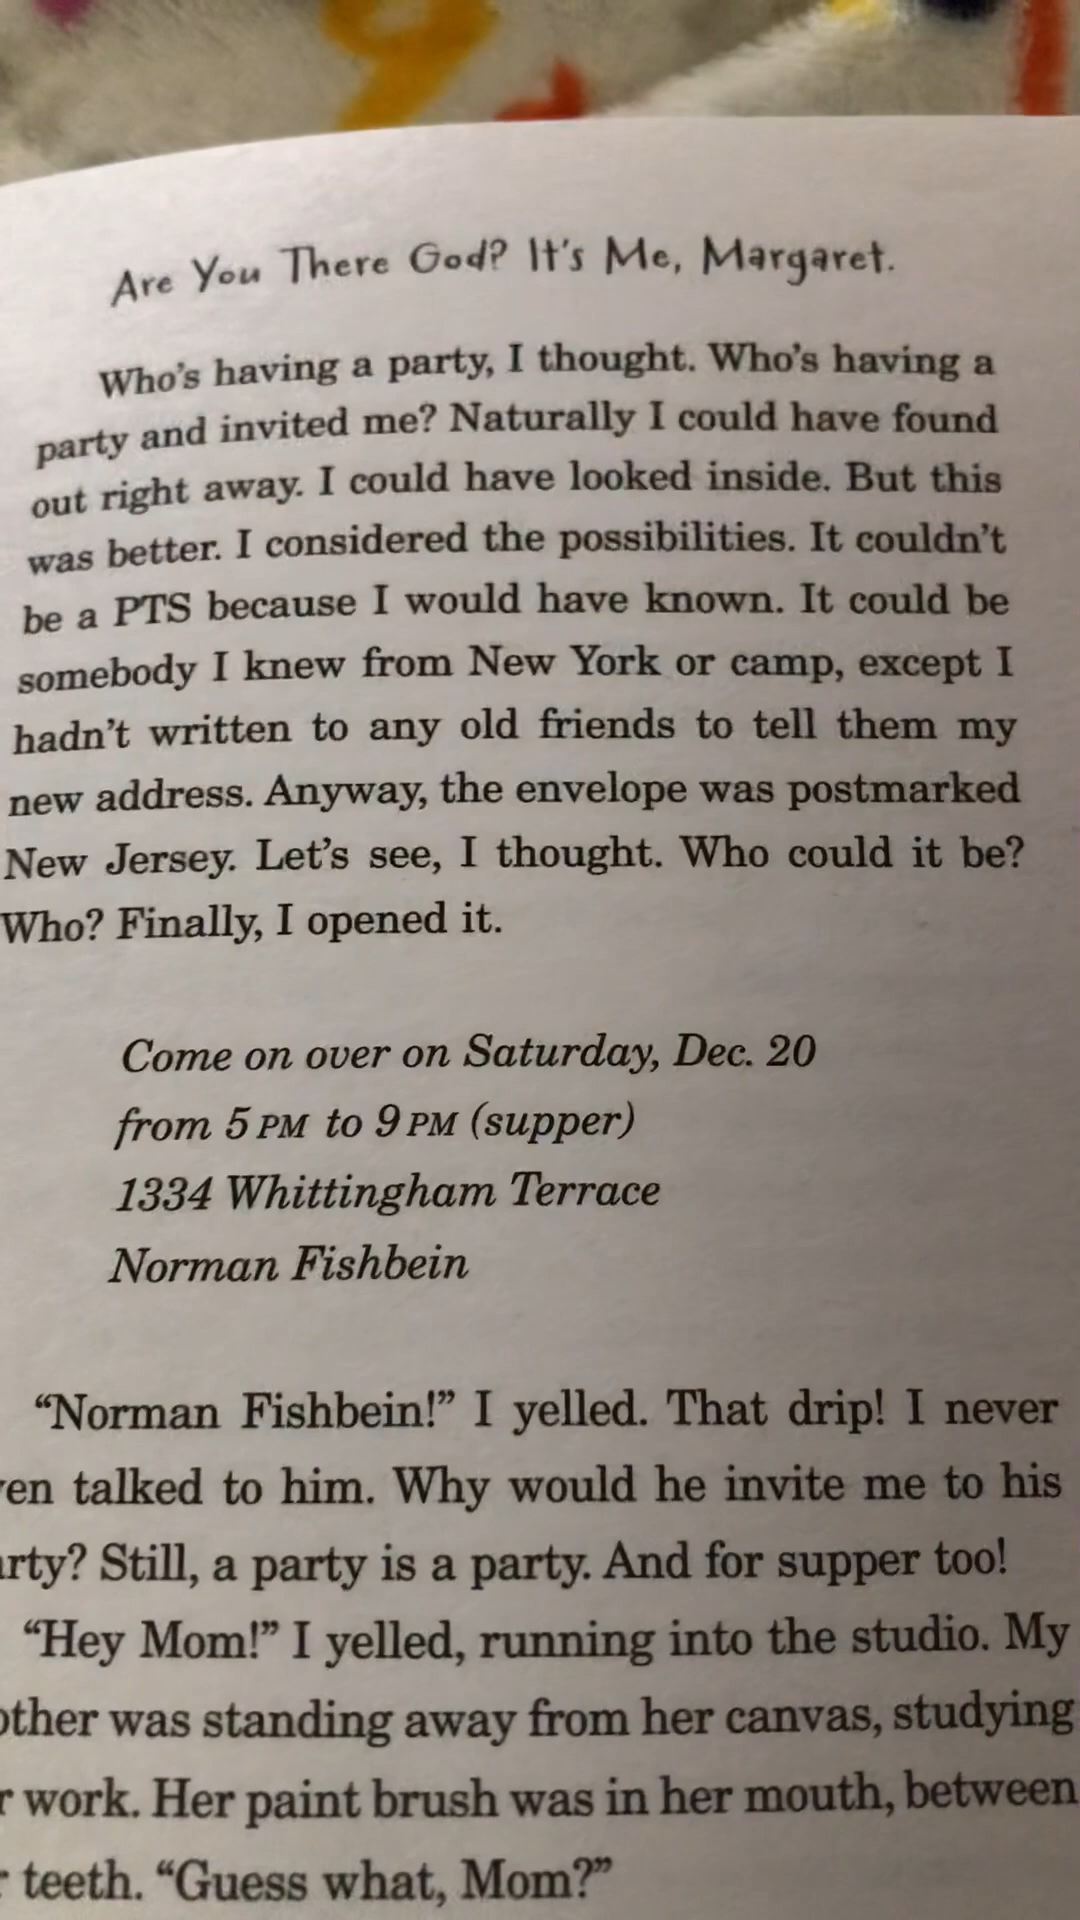 Are You There God? It's Me, Margaret.
Who's having a party, I thought. Who's having a
party and invited me? Naturally I could have found
out right away. I could have looked inside. But this
was better. I considered the possibilities. It couldn't
be a PTS because I would have known. It could be
somebody I knew from New York or camp, except I
hadn't written to any old friends to tell them my
new address. Anyway, the envelope was postmarked
New Jersey. Let's see, I thought. Who could it be?
Who? Finally, I opened it.
Come on over on Saturday, Dec. 20
from 5 PM to 9 PM (supper)
1334 Whittingham Terrace
Norman Fishbein
“Norman Fishbein!” I yelled. That drip! I never
talked to him. Why would he invite me to his
Still, a party is a party. And for supper too!
“Hey Mom!” I yelled, running into the studio. My
was standing away from her canvas, studying
work. Her paint brush was in her mouth, between
teeth. “Guess what, Mom?”